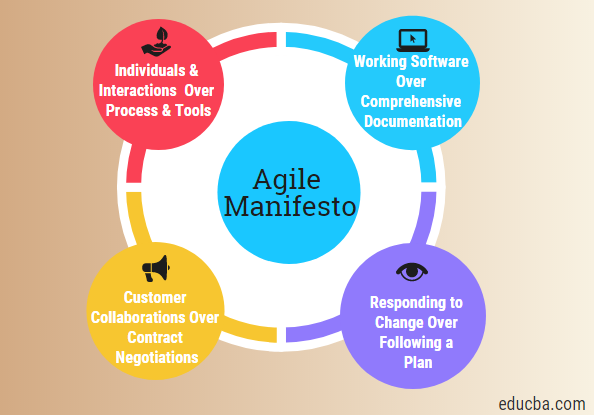 Individuals &
Interactions Over
Process & Tools
Working Software
Over
Comprehensive
Documentation
Agile
Manifesto
Customer
Collaborations Over
Contract
Negotiations
Responding to
Change Over
Following a
Plan
educba.com